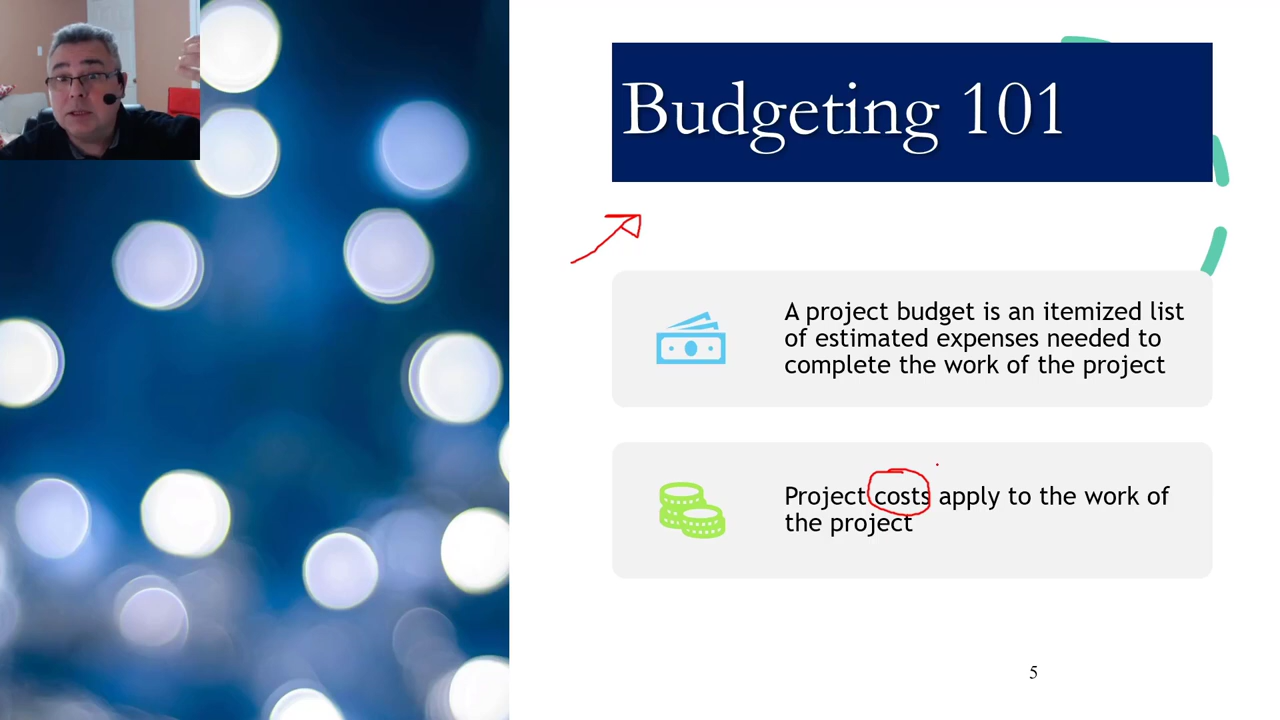 Budgeting 101
A project budget is an itemized list
of estimated expenses needed to
complete the work of the project
Project costs apply to the work of
the project
5